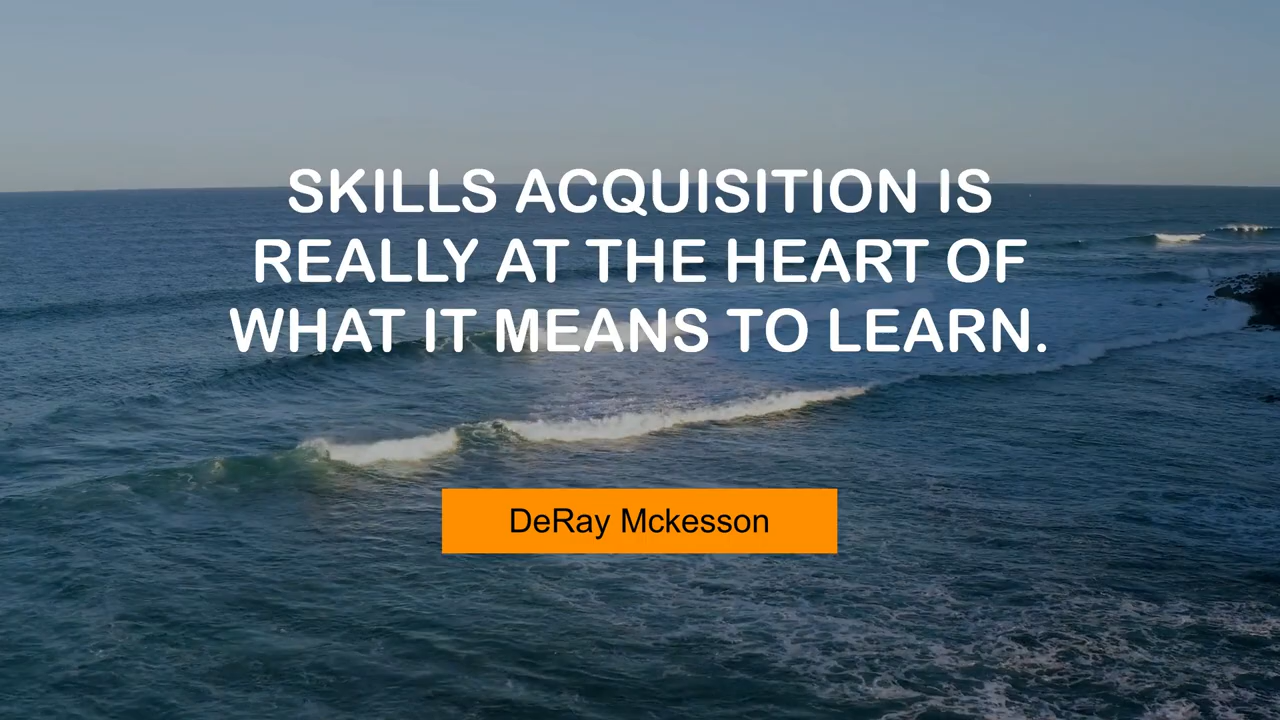 SKILLS ACQUISITION IS
REALLY AT THE HEART OF
WHAT IT MEANS TO LEARN.
DeRay Mckesson